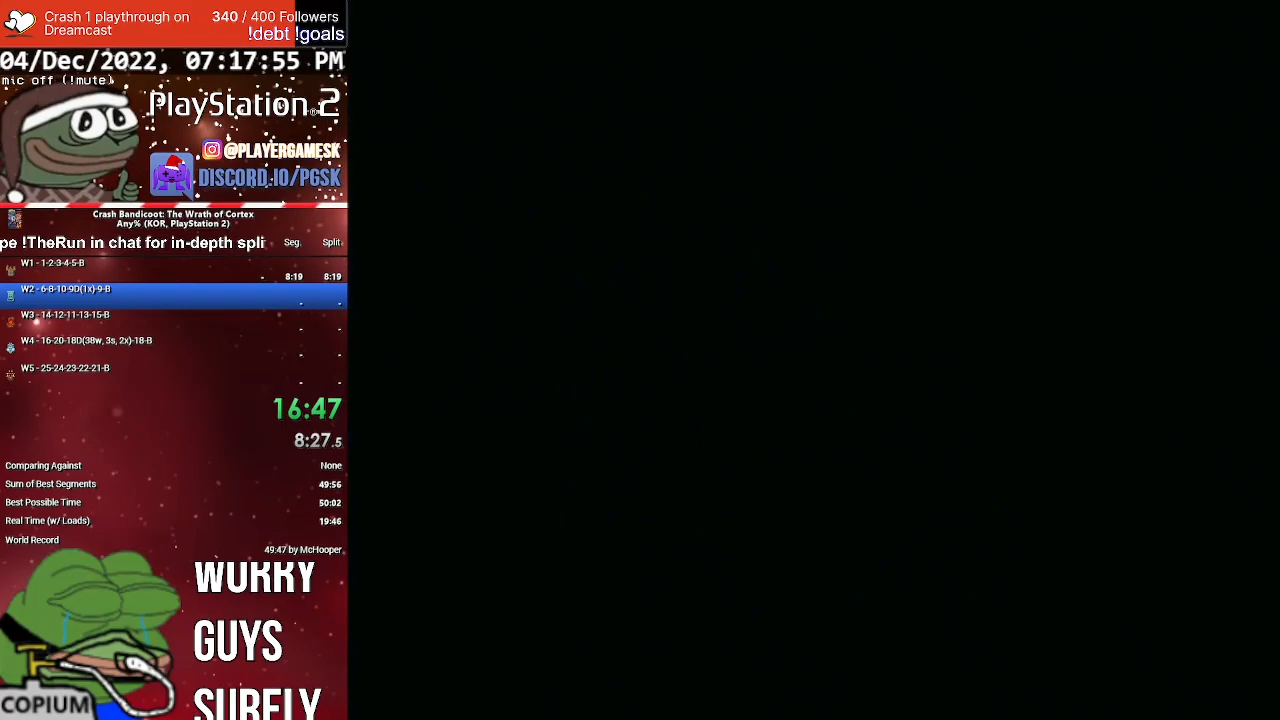 Crash 1 playthrough on
Dreamcast
340 / 400 Followers
!debt !goals
04/Dec/2022, 07:17:55 PM
mic off (!mute)
PlayStation®2
@PLAYERGAMESK
DISCORD.IO/PGSK
Crash Bandicoot: The Wrath of Cortex
Any% (KOR, PlayStation 2)
pe !TheRun in chat for in-depth spli
Seg. Split
W1 - 1-2-3-4-5-B
- 8:19 8:19
W2 - 6-8-10-9D(1x)-9-B
- -
W3 - 14-12-11-13-15-B
- -
W4 - 16-20-18D(38w, 3s, 2x)-18-B
- -
W5 - 25-24-23-22-21-B
- -
16:47
8:27.5
Comparing Against None
Sum of Best Segments 49:56
Best Possible Time 50:02
Real Time (w/ Loads) 19:46
World Record
49:47 by McHooper
WURRY
GUYS
SURELY
COPIUM